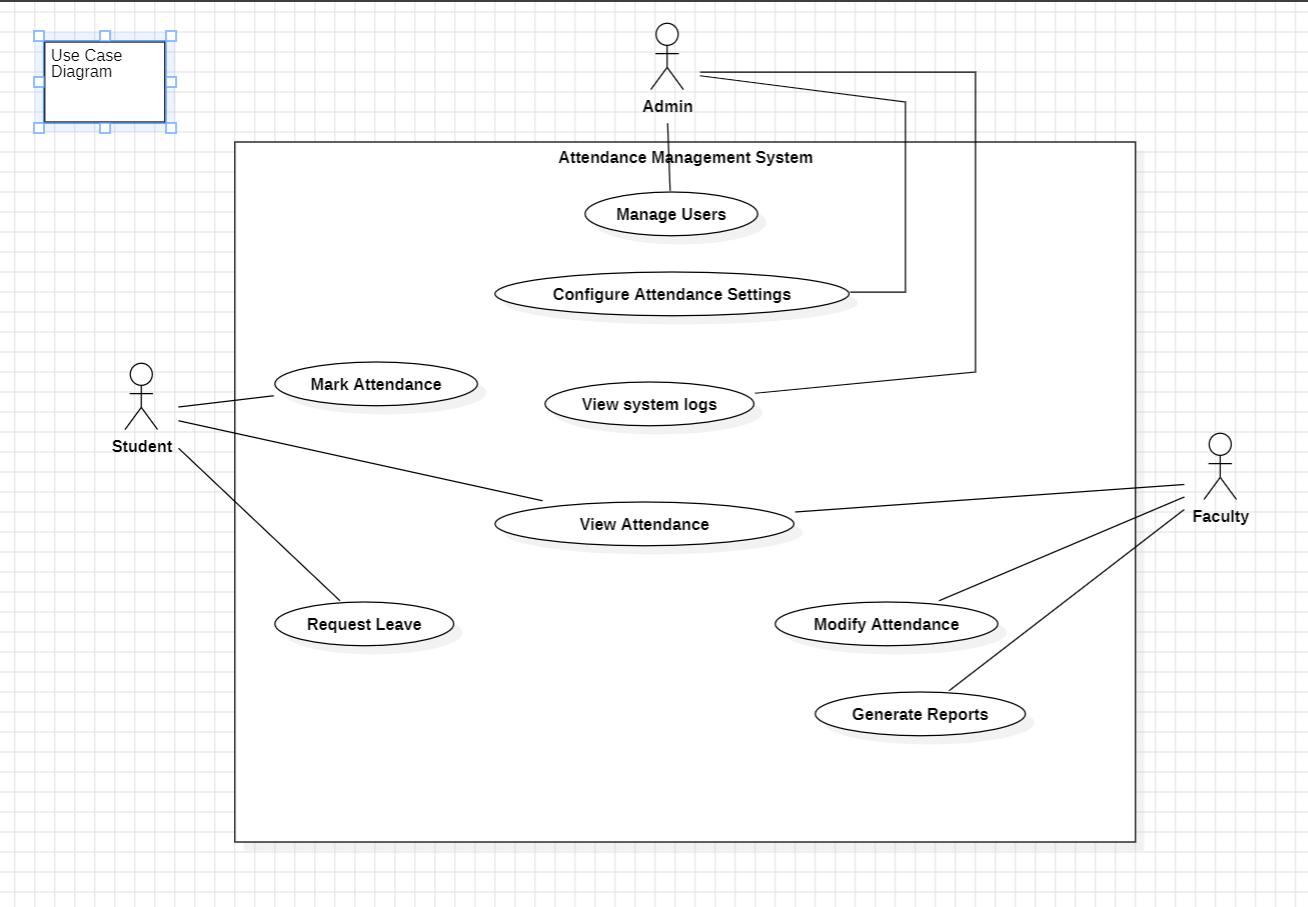 Use Case
Diagram
Admin
Attendance Management System
Manage Users
Configure Attendance Settings
Mark Attendance
View system logs
Student
Faculty
View Attendance
Request Leave
Modify Attendance
Generate Reports